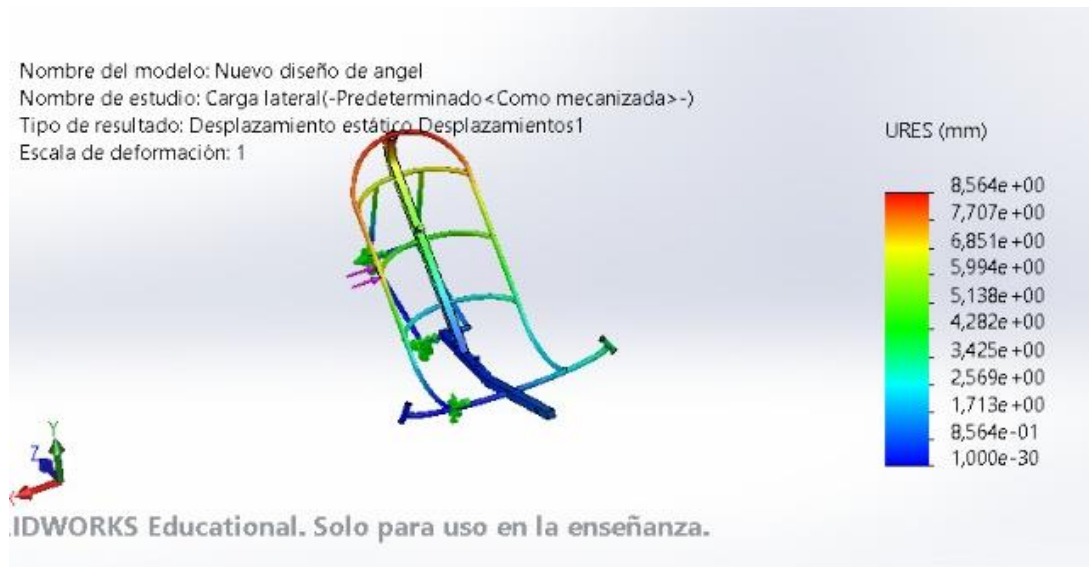 Nombre del modelo: Nuevo diseño de angel
Nombre de estudio: Carga lateral(-Predeterminado<Como mecanizada>-)
Tipo de resultado: Desplazamiento estático Desplazamientos1
Escala de deformación: 1
URES (mm)
8,564e+00
7,707e+00
6,851e+00
5,994e+00
5,138e+00
4,282e+00
3,425e+00
2,569e+00
1,713e+00
8,564e-01
1,000e-30
Y
Z
LIDWORKS Educational. Solo para uso en la enseñanza.